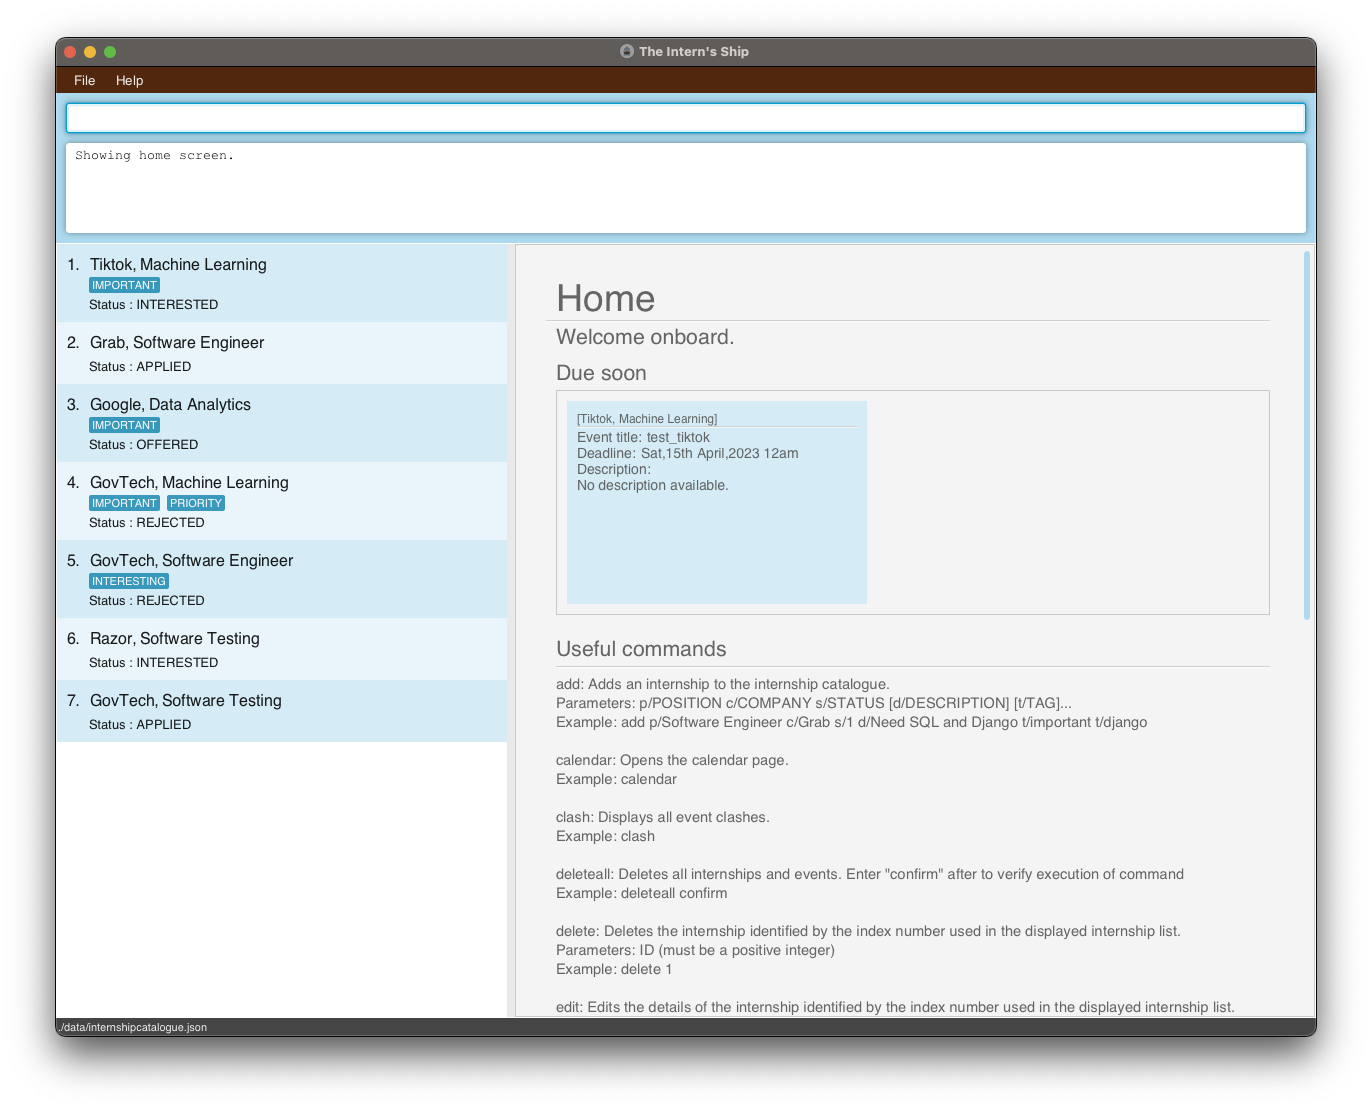 The Intern's Ship
File Help
Showing home screen.
1. Tiktok, Machine Learning
IMPORTANT
Status : INTERESTED
2. Grab, Software Engineer
Status : APPLIED
3. Google, Data Analytics
IMPORTANT
Status : OFFERED
4. GovTech, Machine Learning
IMPORTANT PRIORITY
Status : REJECTED
5. GovTech, Software Engineer
INTERESTING
Status : REJECTED
6. Razor, Software Testing
Status : INTERESTED
7. GovTech, Software Testing
Status : APPLIED
Home
Welcome onboard.
Due soon
[Tiktok, Machine Learning]
Event title: test_tiktok
Deadline: Sat,15th April,2023 12am
Description:
No description available.
Useful commands
add: Adds an internship to the internship catalogue.
Parameters: p/POSITION c/COMPANY s/STATUS [d/DESCRIPTION] [t/TAG]...
Example: add p/Software Engineer c/Grab s/1 d/Need SQL and Django t/important t/django
calendar: Opens the calendar page.
Example: calendar
clash: Displays all event clashes.
Example: clash
deleteall: Deletes all internships and events. Enter "confirm" after to verify execution of command
Example: deleteall confirm
delete: Deletes the internship identified by the index number used in the displayed internship list.
Parameters: ID (must be a positive integer)
Example: delete 1
edit: Edits the details of the internship identified by the index number used in the displayed internship list.
./data/internshipcatalogue.json